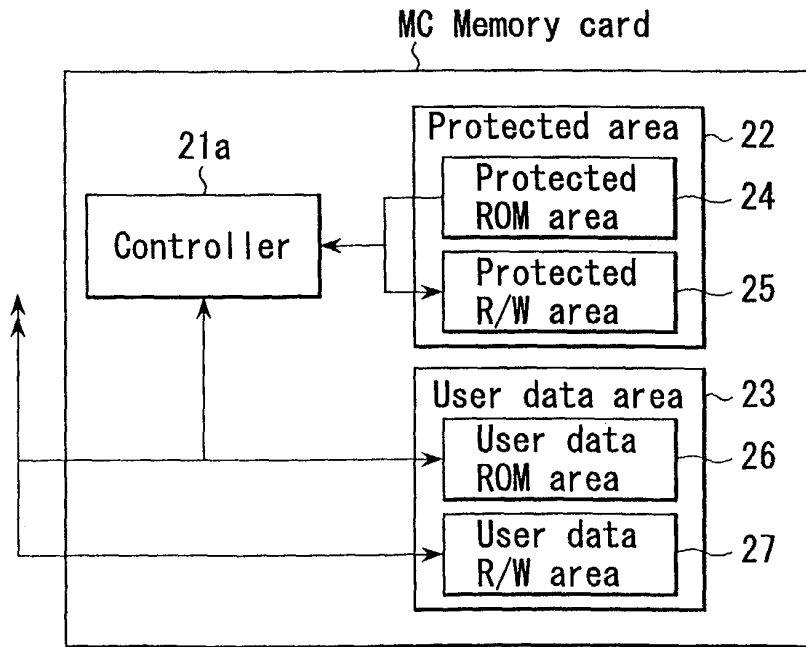 MC Memory card
21a
Controller
Protected area
22
Protected
ROM area
24
Protected
R/W area
25
User data area
23
User data
ROM area
26
User data
R/W area
27